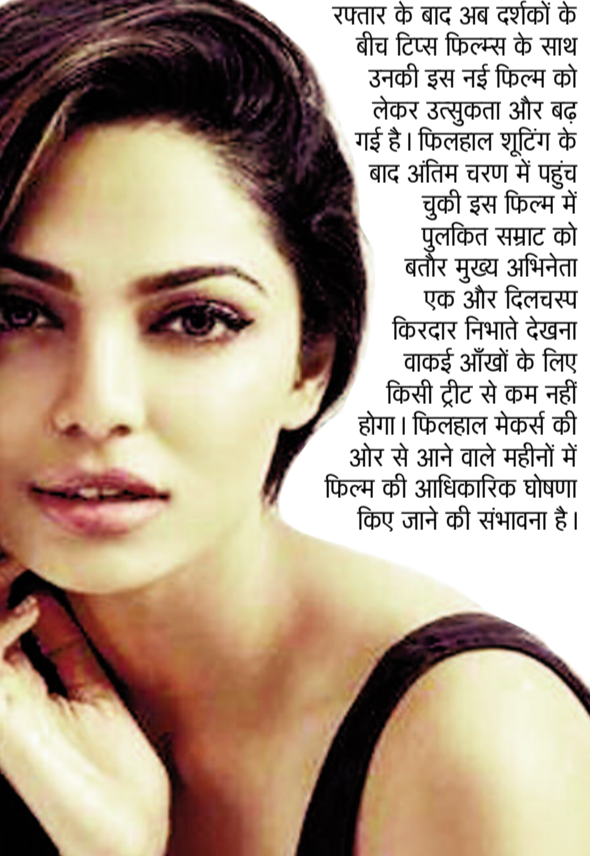 रफ्तार के बाद अब दर्शकों के
बीच टिप्स फिल्म्स के साथ
उनकी इस नई फिल्म को
लेकर उत्सुकता और बढ़
गई है। फिलहाल शूटिंग के
बाद अंतिम चरण में पहुंच
चुकी इस फिल्म में
पुलकित सम्राट को
बतौर मुख्य अभिनेता
एक और दिलचस्प
किरदार निभाते देखना
वाकई आँखों के लिए
किसी ट्रीट से कम नहीं
होगा। फिलहाल मेकर्स की
ओर से आने वाले महीनों में
फिल्म की आधिकारिक घोषणा
किए जाने की संभावना है।